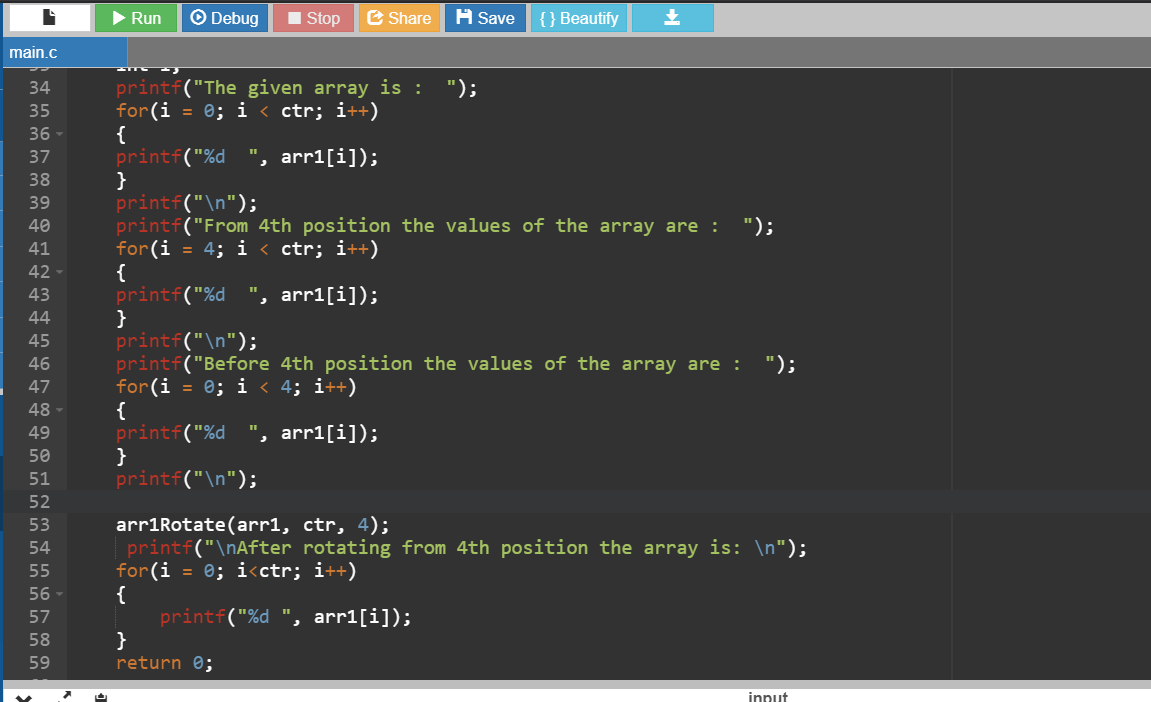 Run Debug Stop Share Save { } Beautify
main.c
33 int i;
34 printf("The given array is :  ");
35 for(i = 0; i < ctr; i++)
36 {
37 printf("%d  ", arr1[i]);
38 }
39 printf("\n");
40 printf("From 4th position the values of the array are :  ");
41 for(i = 4; i < ctr; i++)
42 {
43 printf("%d  ", arr1[i]);
44 }
45 printf("\n");
46 printf("Before 4th position the values of the array are :  ");
47 for(i = 0; i < 4; i++)
48 {
49 printf("%d  ", arr1[i]);
50 }
51 printf("\n");
52
53 arr1Rotate(arr1, ctr, 4);
54 printf("\nAfter rotating from 4th position the array is: \n");
55 for(i = 0; i<ctr; i++)
56 {
57 printf("%d ", arr1[i]);
58 }
59 return 0;
input